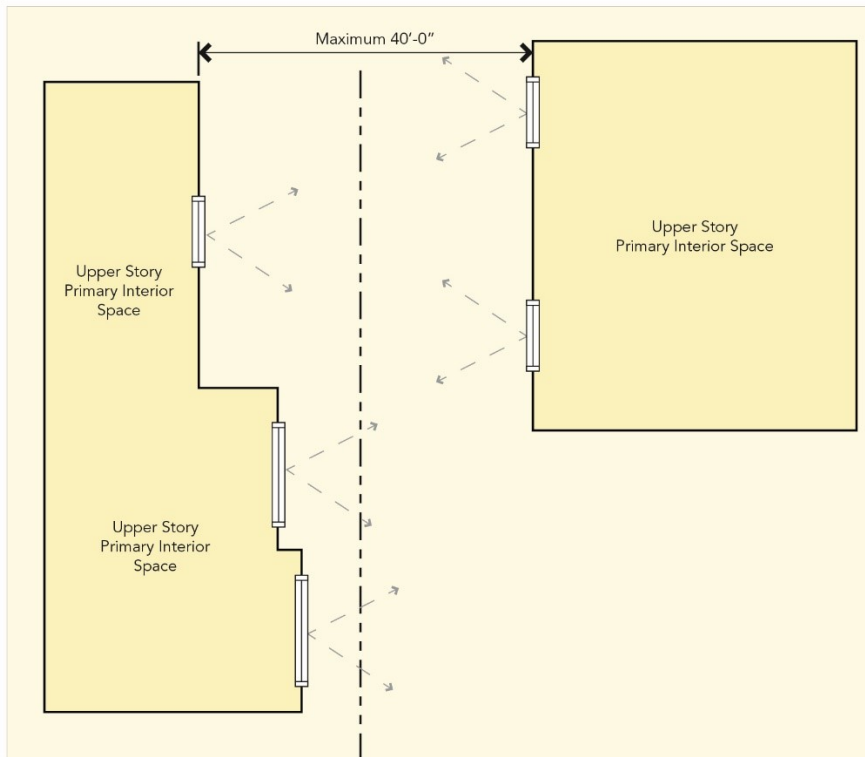 Maximum 40’-0”
Upper Story
Primary Interior Space
Upper Story
Primary Interior
Space
Upper Story
Primary Interior
Space